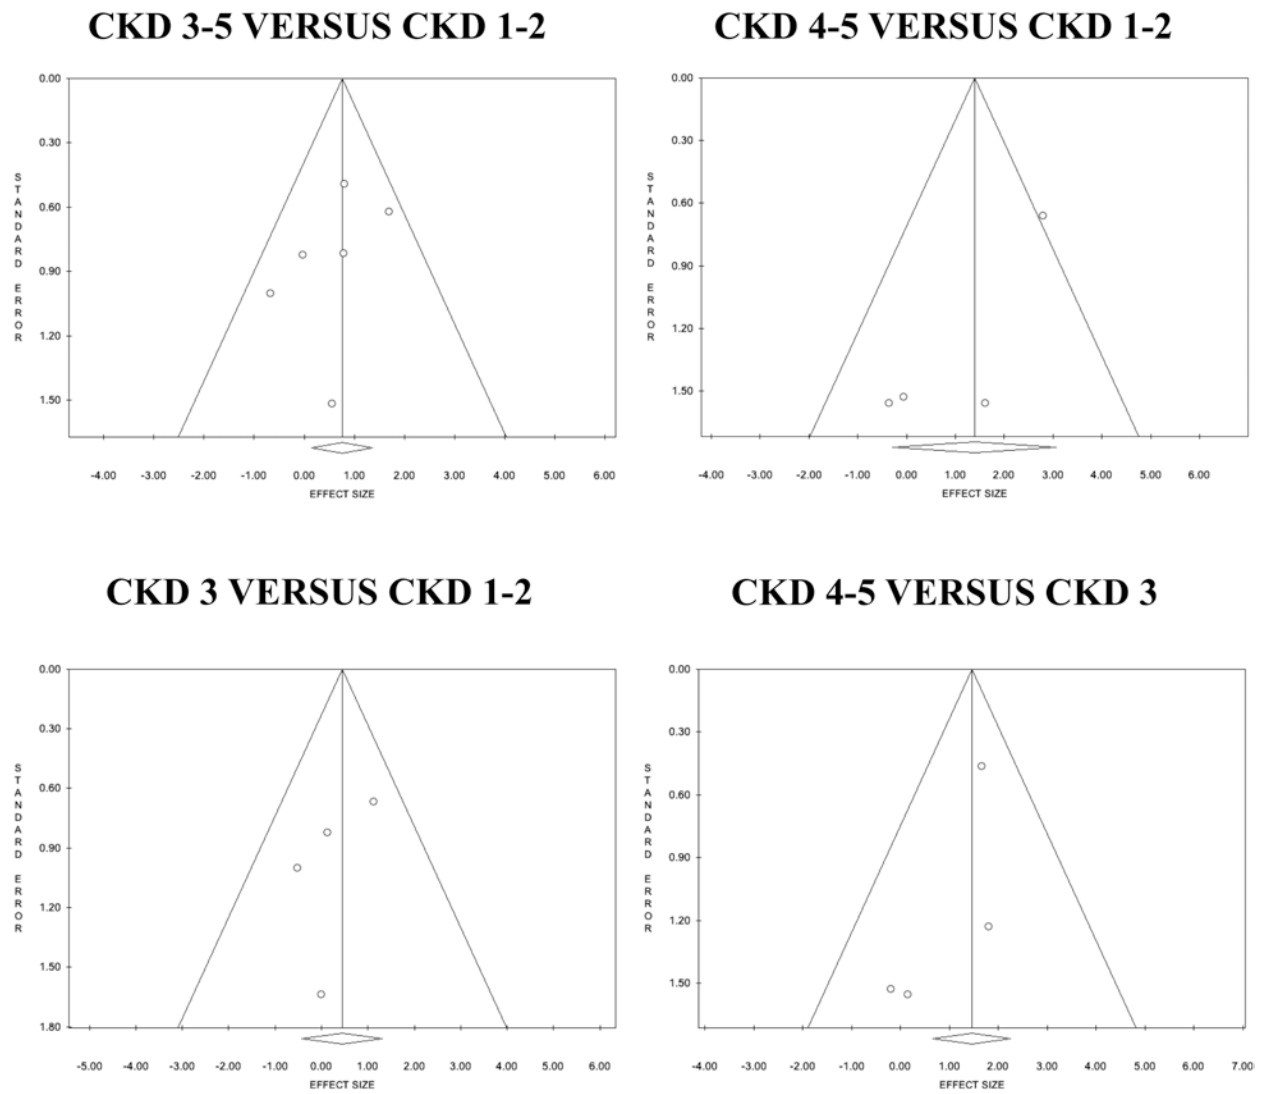 CKD 3-5 VERSUS CKD 1-2
0.00
0.30
0.60
0.90
1.20
1.50
STANDARD ERROR
-4.00 -3.00 -2.00 -1.00 0.00 1.00 2.00 3.00 4.00 5.00 6.00
EFFECT SIZE
CKD 4-5 VERSUS CKD 1-2
0.00
0.30
0.60
0.90
1.20
1.50
STANDARD ERROR
-4.00 -3.00 -2.00 -1.00 0.00 1.00 2.00 3.00 4.00 5.00 6.00
EFFECT SIZE
CKD 3 VERSUS CKD 1-2
0.00
0.30
0.60
0.90
1.20
1.50
1.80
STANDARD ERROR
-5.00 -4.00 -3.00 -2.00 -1.00 0.00 1.00 2.00 3.00 4.00 5.00 6.00
EFFECT SIZE
CKD 4-5 VERSUS CKD 3
0.00
0.30
0.60
0.90
1.20
1.50
STANDARD ERROR
-4.00 -3.00 -2.00 -1.00 0.00 1.00 2.00 3.00 4.00 5.00 6.00 7.00
EFFECT SIZE